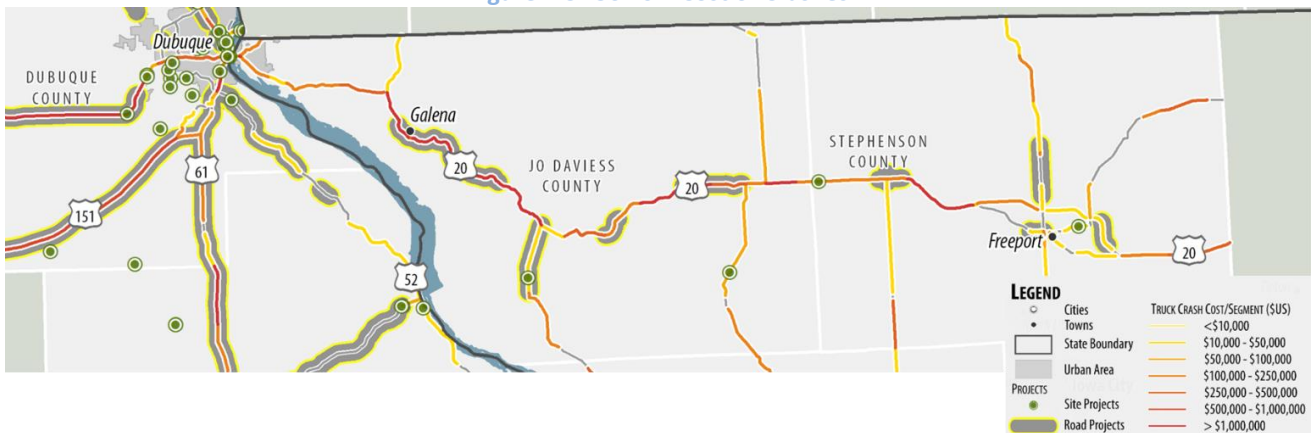 Dubuque
DUBUQUE
COUNTY
Galena
20
JO DAVIESS
COUNTY
20
STEPHENSON
COUNTY
61
151
52
Freeport
20
LEGEND
Cities
Towns
State Boundary
Urban Area
PROJECTS
Site Projects
Road Projects
TRUCK CRASH COST/SEGMENT ($US)
<$10,000
$10,000 - $50,000
$50,000 - $100,000
$100,000 - $250,000
$250,000 - $500,000
$500,000 - $1,000,000
> $1,000,000